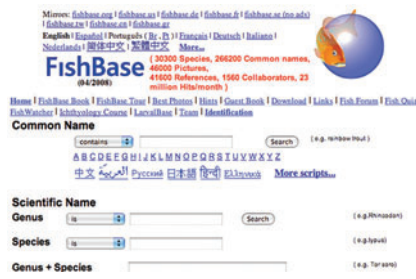 Mirrors: fishbase.org | fishbase.us | fishbase.de | fishbase.fr | fishbase.se (no ads)
| fishbase.tw | fishbase.cn | fishbase.gr
English | Español | Português ( Br , Pt ) | Français | Deutsch | Italiano |
Nederlands | 简体中文 | 繁體中文 More...
FishBase
(04/2008)
( 30300 Species, 266200 Common names,
46000 Pictures,
41600 References, 1560 Collaborators, 23
million Hits/month )
Home | FishBase Book | FishBase Tour | Best Photos | Hints | Guest Book | Download | Links | Fish Forum | Fish Quiz
FishWatcher | Ichthyology Course | LarvalBase | Team | Identification
Common Name
contains Search ( e.g. rainbow trout )
A B C D E F G H I J K L M N O P Q R S T U V W X Y Z
中文 العربية Русский 日本語 हिन्दी Ελληνικά More scripts...
Scientific Name
Genus is Search ( e.g. Rhincodon)
Species is ( e.g. typus)
Genus + Species